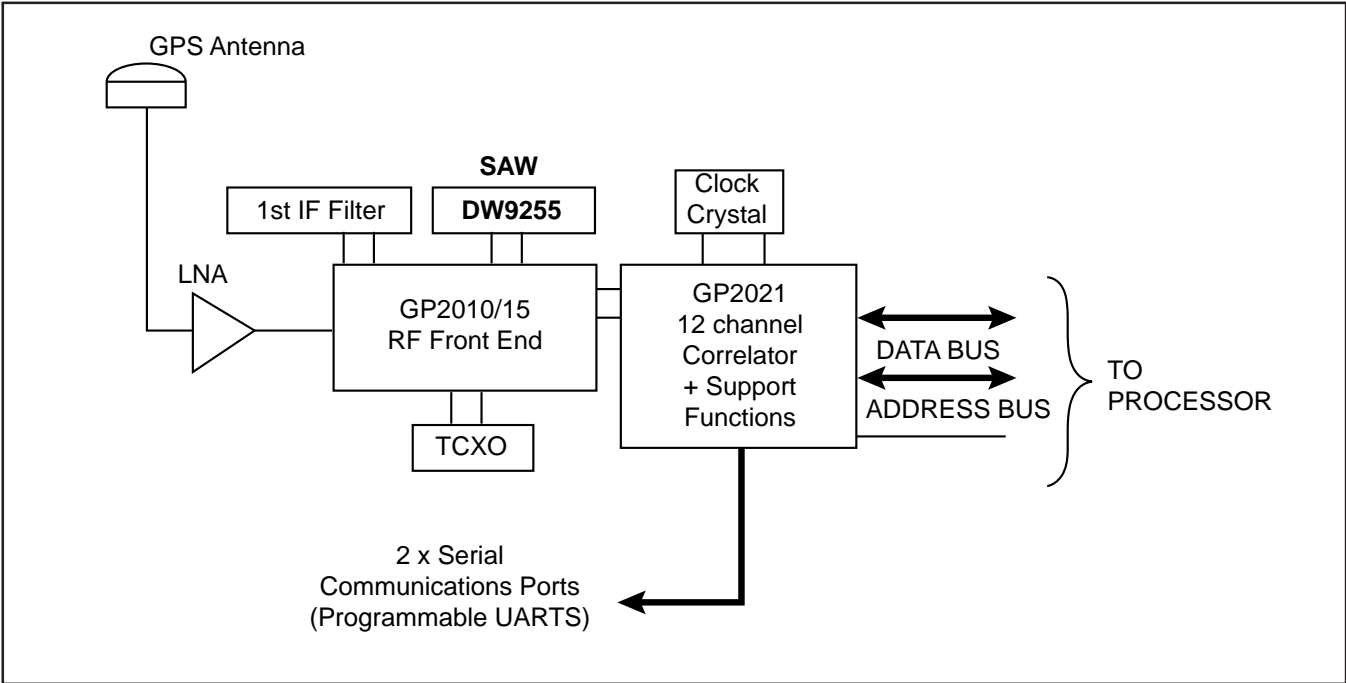 GPS Antenna
SAW
1st IF Filter
DW9255
Clock
Crystal
LNA
GP2010/15
RF Front End
GP2021
12 channel
Correlator
+ Support
Functions
DATA BUS
ADDRESS BUS
TO
PROCESSOR
TCXO
2 x Serial
Communications Ports
(Programmable UARTS)